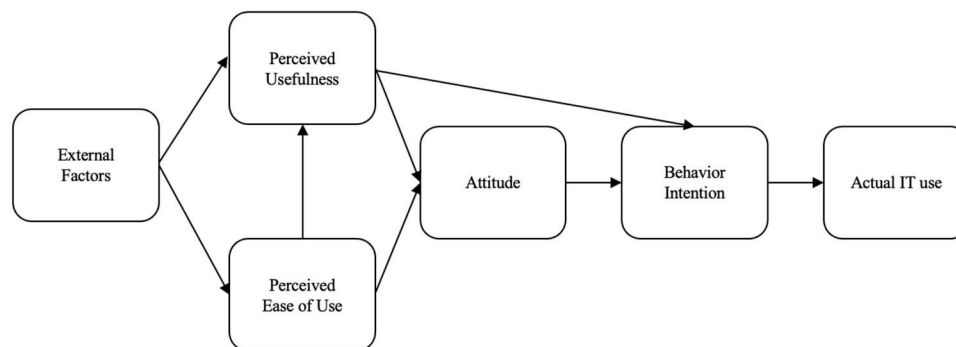 Perceived
Usefulness
External
Factors
Attitude
Behavior
Intention
Actual IT use
Perceived
Ease of Use